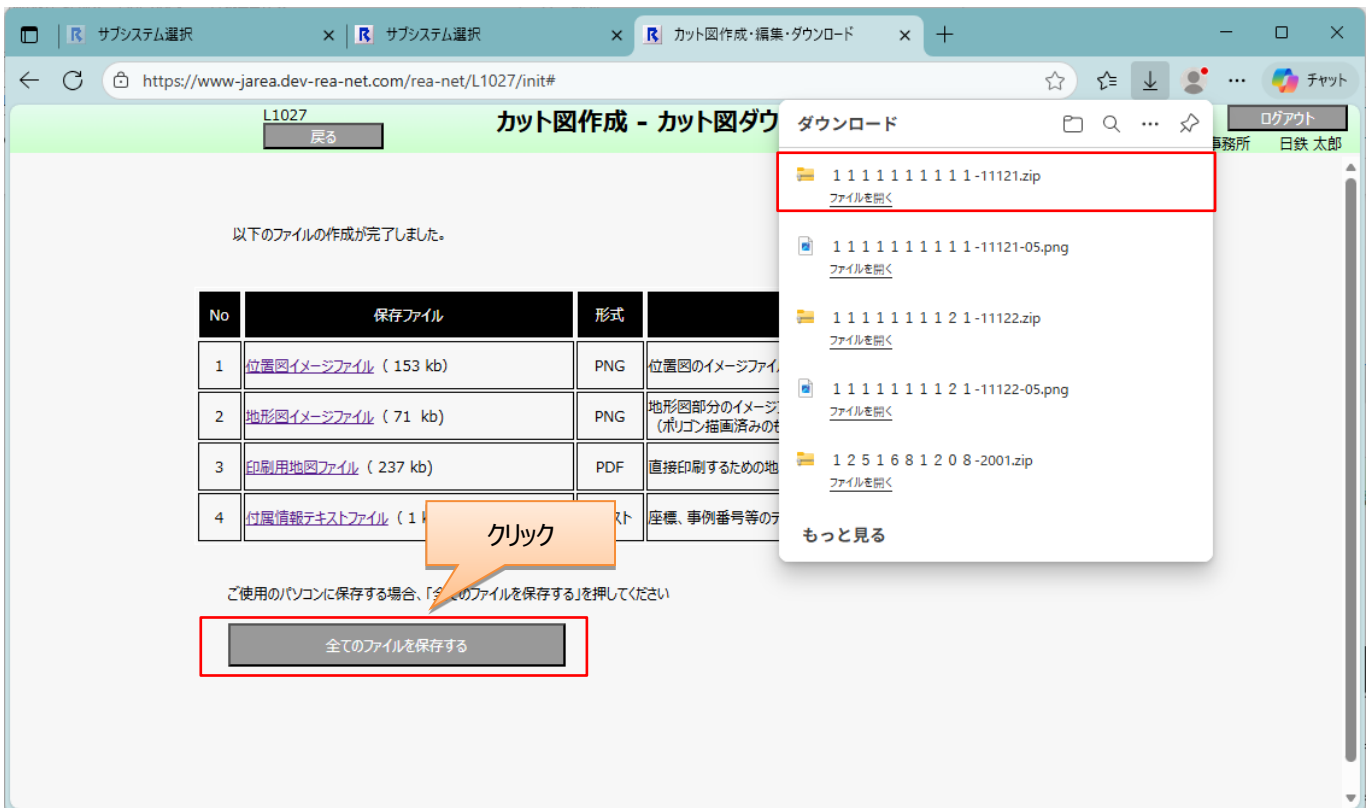 サブシステム選択
サブシステム選択
カット図作成・編集・ダウンロード
https://www-jarea.dev-rea-net.com/rea-net/L1027/init#
チャット
L1027
戻る
カット図作成 - カット図ダウ
ログアウト
事務所 日鉄 太郎
ダウンロード
１１１１１１１１１１-11121.zip
ファイルを開く
１１１１１１１１１１-11121-05.png
ファイルを開く
１１１１１１１１２１-11122.zip
ファイルを開く
１１１１１１１１２１-11122-05.png
ファイルを開く
１２５１６８１２０８-2001.zip
ファイルを開く
もっと見る
以下のファイルの作成が完了しました。
No 保存ファイル 形式
1 位置図イメージファイル ( 153 kb) PNG 位置図のイメージファイ
2 地形図イメージファイル ( 71 kb) PNG 地形図部分のイメージ
（ポリゴン描画済みの
3 印刷用地図ファイル ( 237 kb) PDF 直接印刷するための地
4 付属情報テキストファイル ( 1 スト 座標、事例番号等の
クリック
ご使用のパソコンに保存する場合、「全てのファイルを保存する」を押してください
全てのファイルを保存する